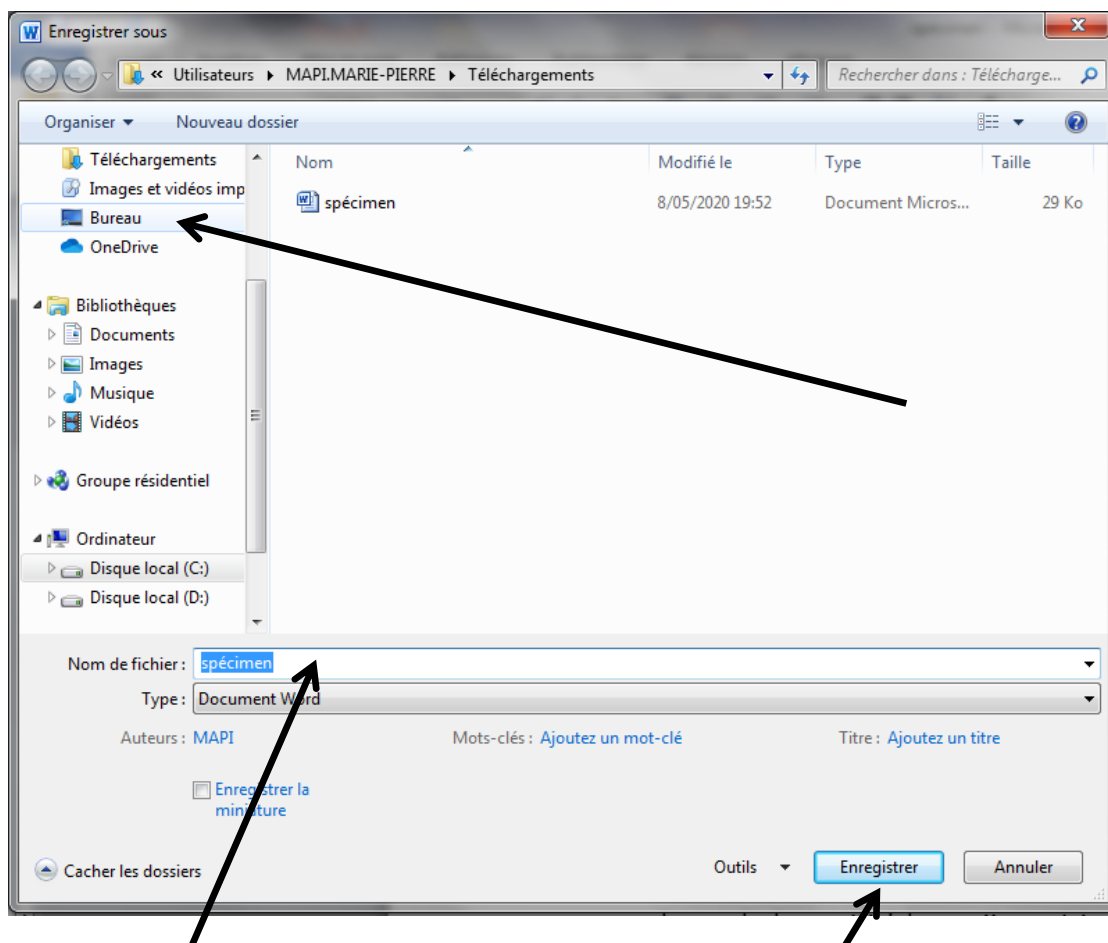 Enregistrer sous
« Utilisateurs MAPI.MARIE-PIERRE Téléchargements Rechercher dans : Télécharge...
Organiser Nouveau dossier
Téléchargements Nom Modifié le Type Taille
Images et vidéos imp
spécimen 8/05/2020 19:52 Document Micros... 29 Ko
Bureau
OneDrive
Bibliothèques
Documents
Images
Musique
Vidéos
Groupe résidentiel
Ordinateur
Disque local (C:)
Disque local (D:)
Nom de fichier : spécimen
Type : Document Word
Auteurs : MAPI Mots-clés : Ajoutez un mot-clé Titre : Ajoutez un titre
Enregistrer la
miniature
Cacher les dossiers Outils Enregistrer Annuler